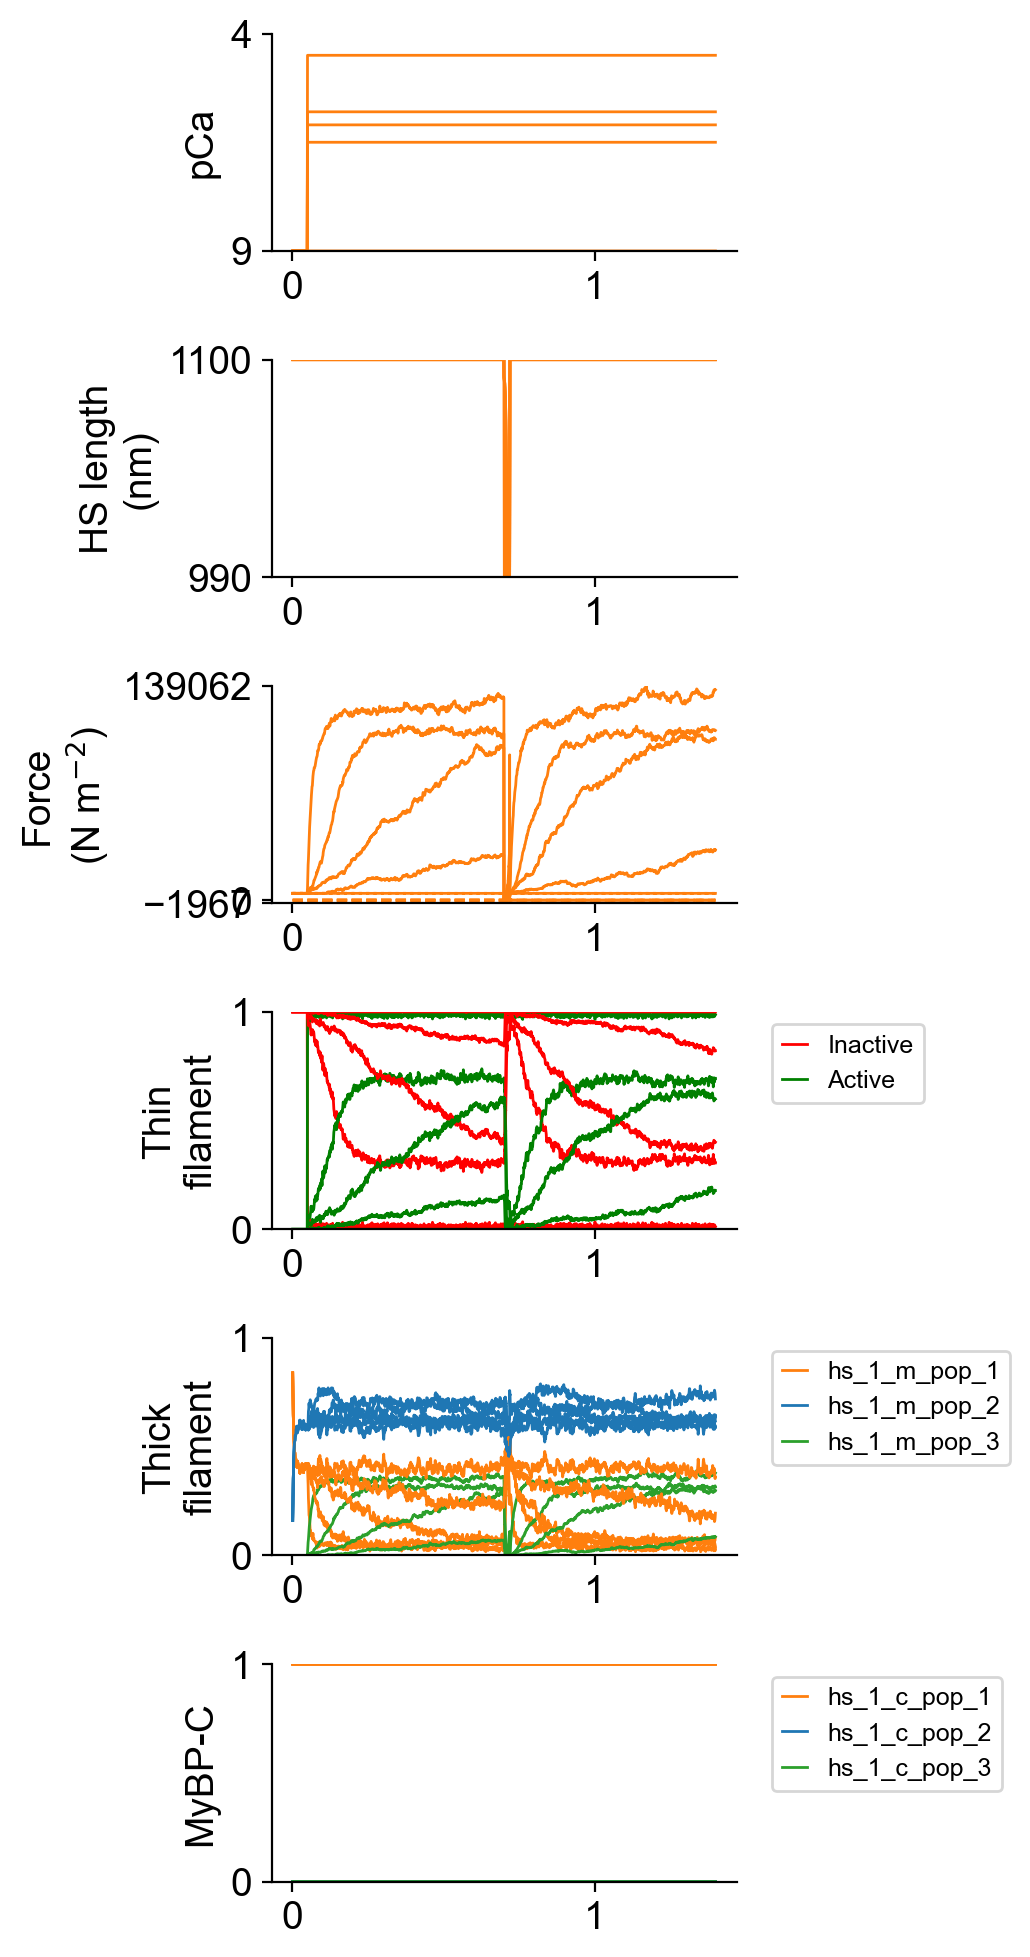 4
pCa
9
0 1
1100
HS length
(nm)
990
0 1
139062
Force
(N m⁻²)
0
−1967
0 1
1
Thin
filament
0
0 1
Inactive
Active
1
Thick
filament
0
0 1
hs_1_m_pop_1
hs_1_m_pop_2
hs_1_m_pop_3
1
MyBP-C
0
0 1
hs_1_c_pop_1
hs_1_c_pop_2
hs_1_c_pop_3